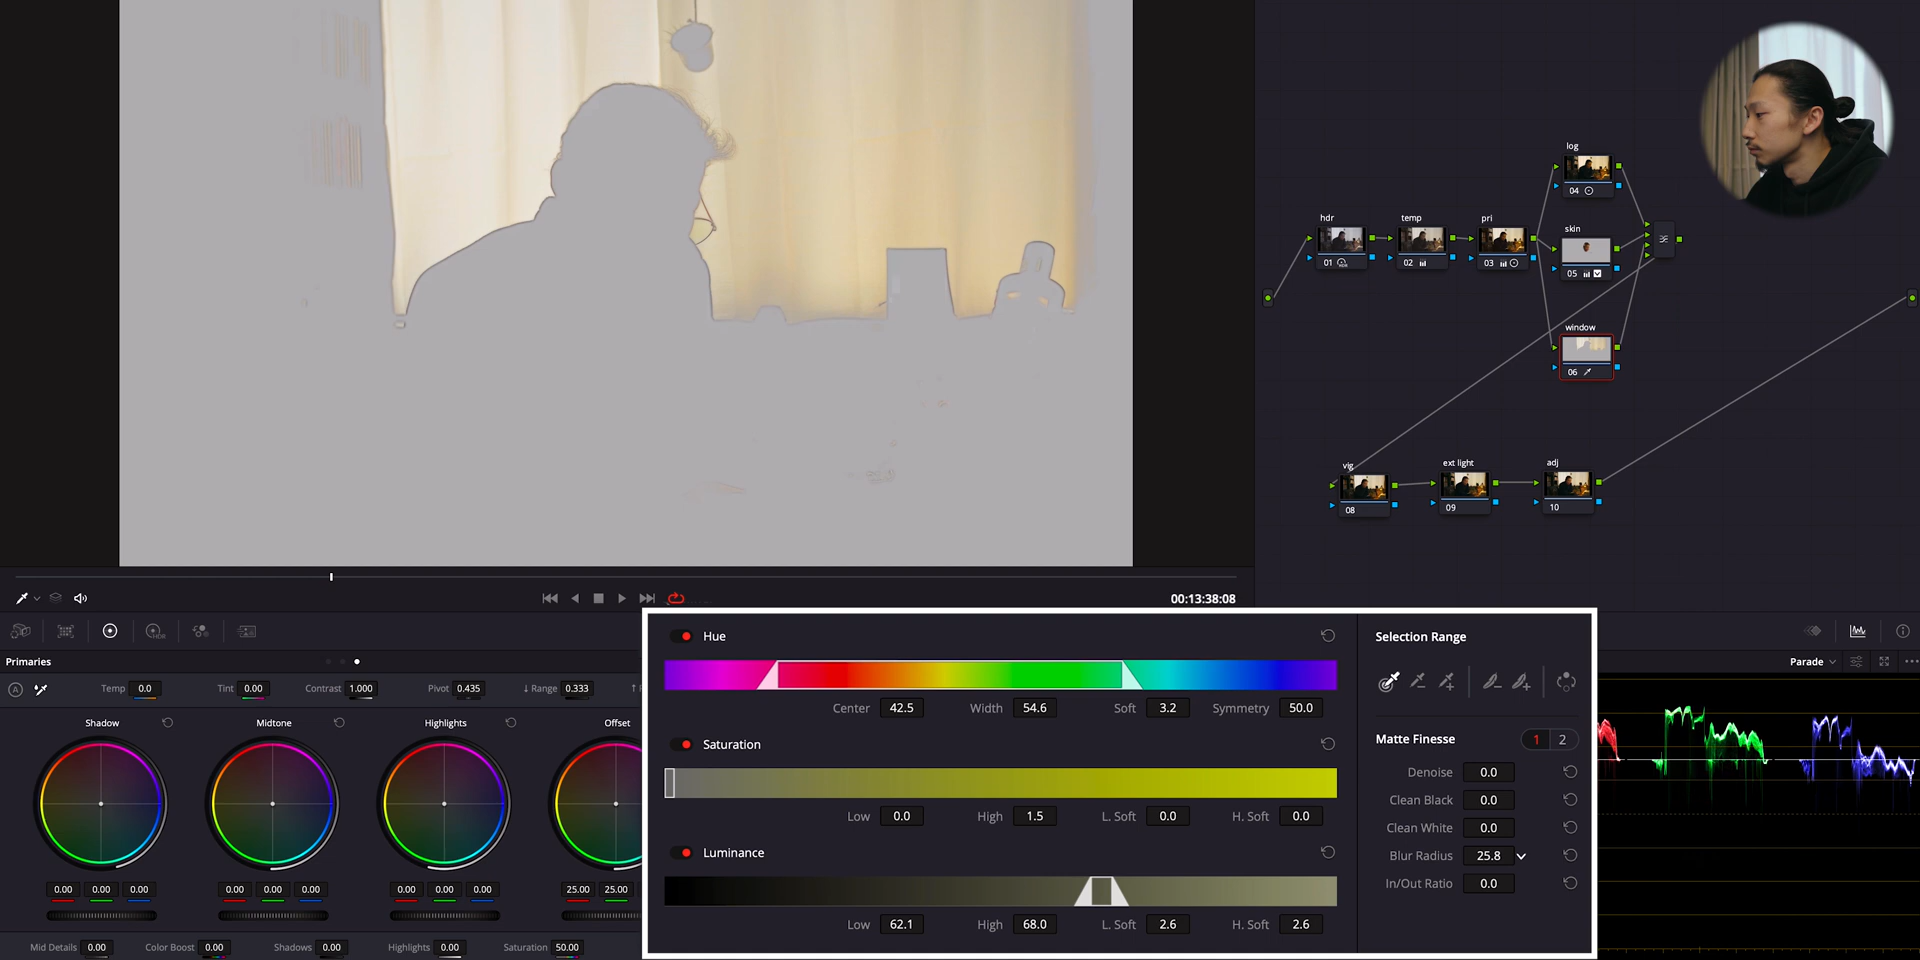 log
04
hdr
temp
pri
skin
01
02
03
05
window
06
vig
ext light
adj
08
09
10
00:13:38:08
Primaries
Temp 0.0
Tint 0.00
Contrast 1.000
Pivot 0.435
Range 0.333
Shadow
Midtone
Highlights
Offset
0.00 0.00 0.00
0.00 0.00 0.00
0.00 0.00 0.00
25.00 25.00
Mid Details 0.00
Color Boost 0.00
Shadows 0.00
Highlights 0.00
Saturation 50.00
Hue
Center 42.5
Width 54.6
Soft 3.2
Symmetry 50.0
Saturation
Low 0.0
High 1.5
L. Soft 0.0
H. Soft 0.0
Luminance
Low 62.1
High 68.0
L. Soft 2.6
H. Soft 2.6
Selection Range
Matte Finesse 1 2
Denoise 0.0
Clean Black 0.0
Clean White 0.0
Blur Radius 25.8
In/Out Ratio 0.0
Parade